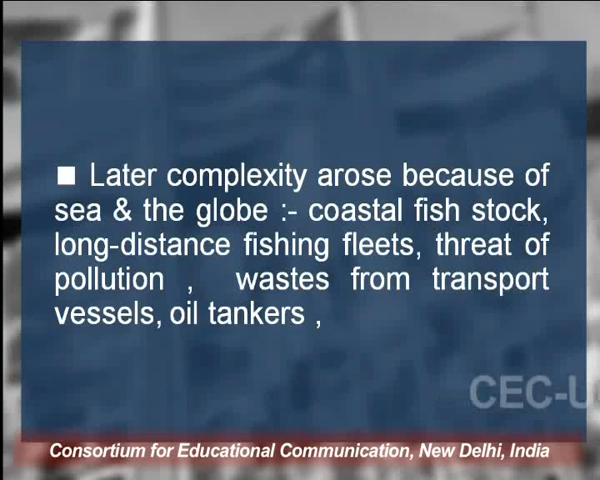 ■ Later complexity arose because of
sea & the globe :- coastal fish stock,
long-distance fishing fleets, threat of
pollution , wastes from transport
vessels, oil tankers ,
CEC-U
Consortium for Educational Communication, New Delhi, India